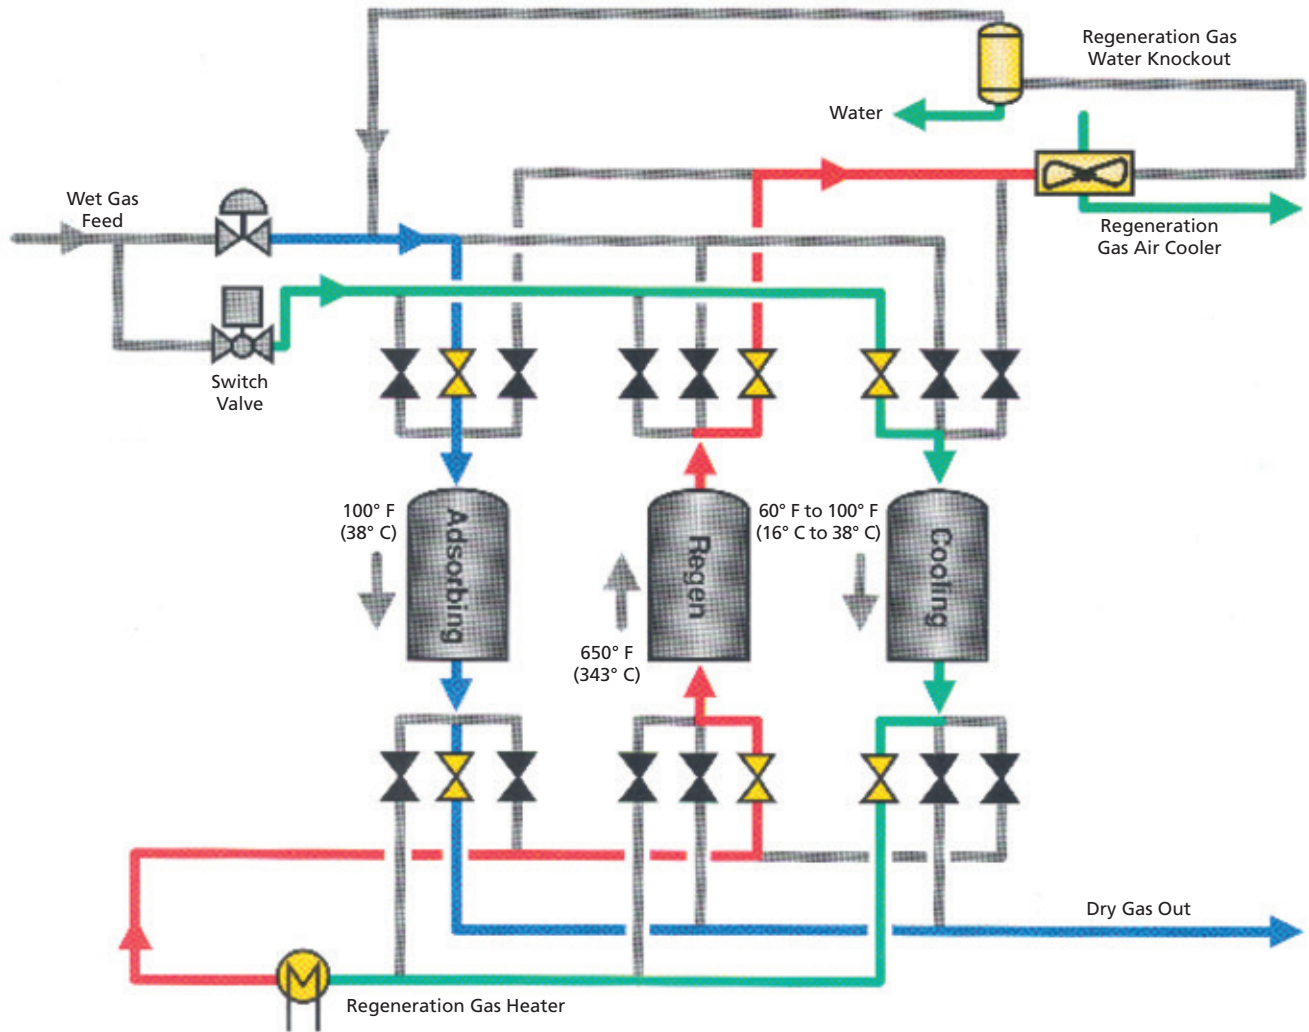 Regeneration Gas
Water Knockout
Water
Wet Gas
Feed
Regeneration
Gas Air Cooler
Switch
Valve
100° F
(38° C)
Adsorbing
Regen
60° F to 100° F
(16° C to 38° C)
Cooling
650° F
(343° C)
Dry Gas Out
Regeneration Gas Heater